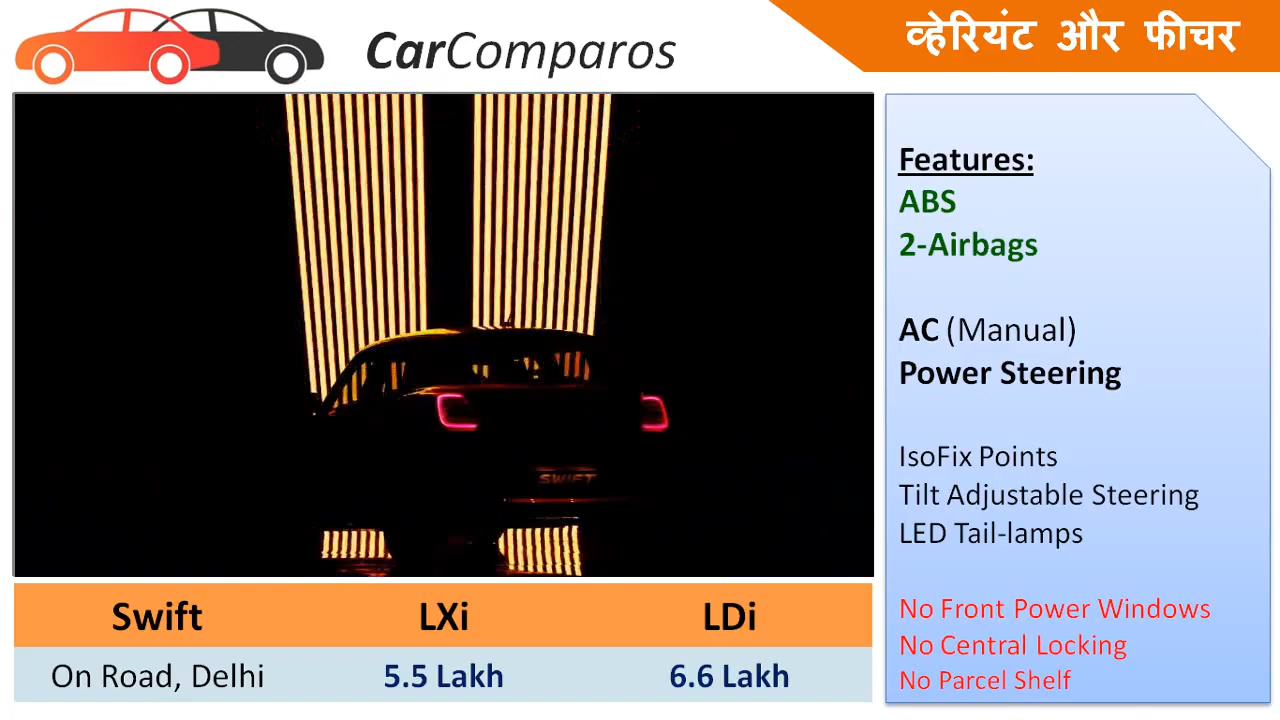 CarComparos
व्हेरियंट और फीचर
SWIFT
Features:
ABS
2-Airbags
AC (Manual)
Power Steering
IsoFix Points
Tilt Adjustable Steering
LED Tail-lamps
No Front Power Windows
No Central Locking
No Parcel Shelf
Swift LXi LDi
On Road, Delhi 5.5 Lakh 6.6 Lakh